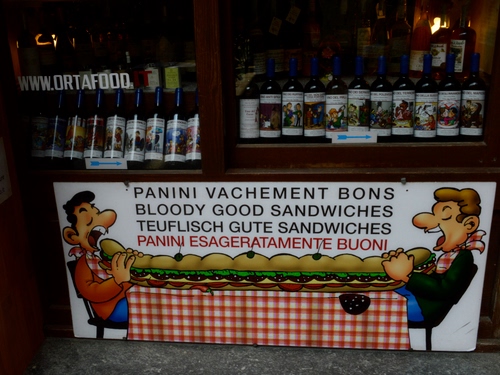 WWW.ORTAFOOD.IT
PANINI VACHEMENT BONS
BLOODY GOOD SANDWICHES
TEUFLISCH GUTE SANDWICHES
PANINI ESAGERATAMENTE BUONI